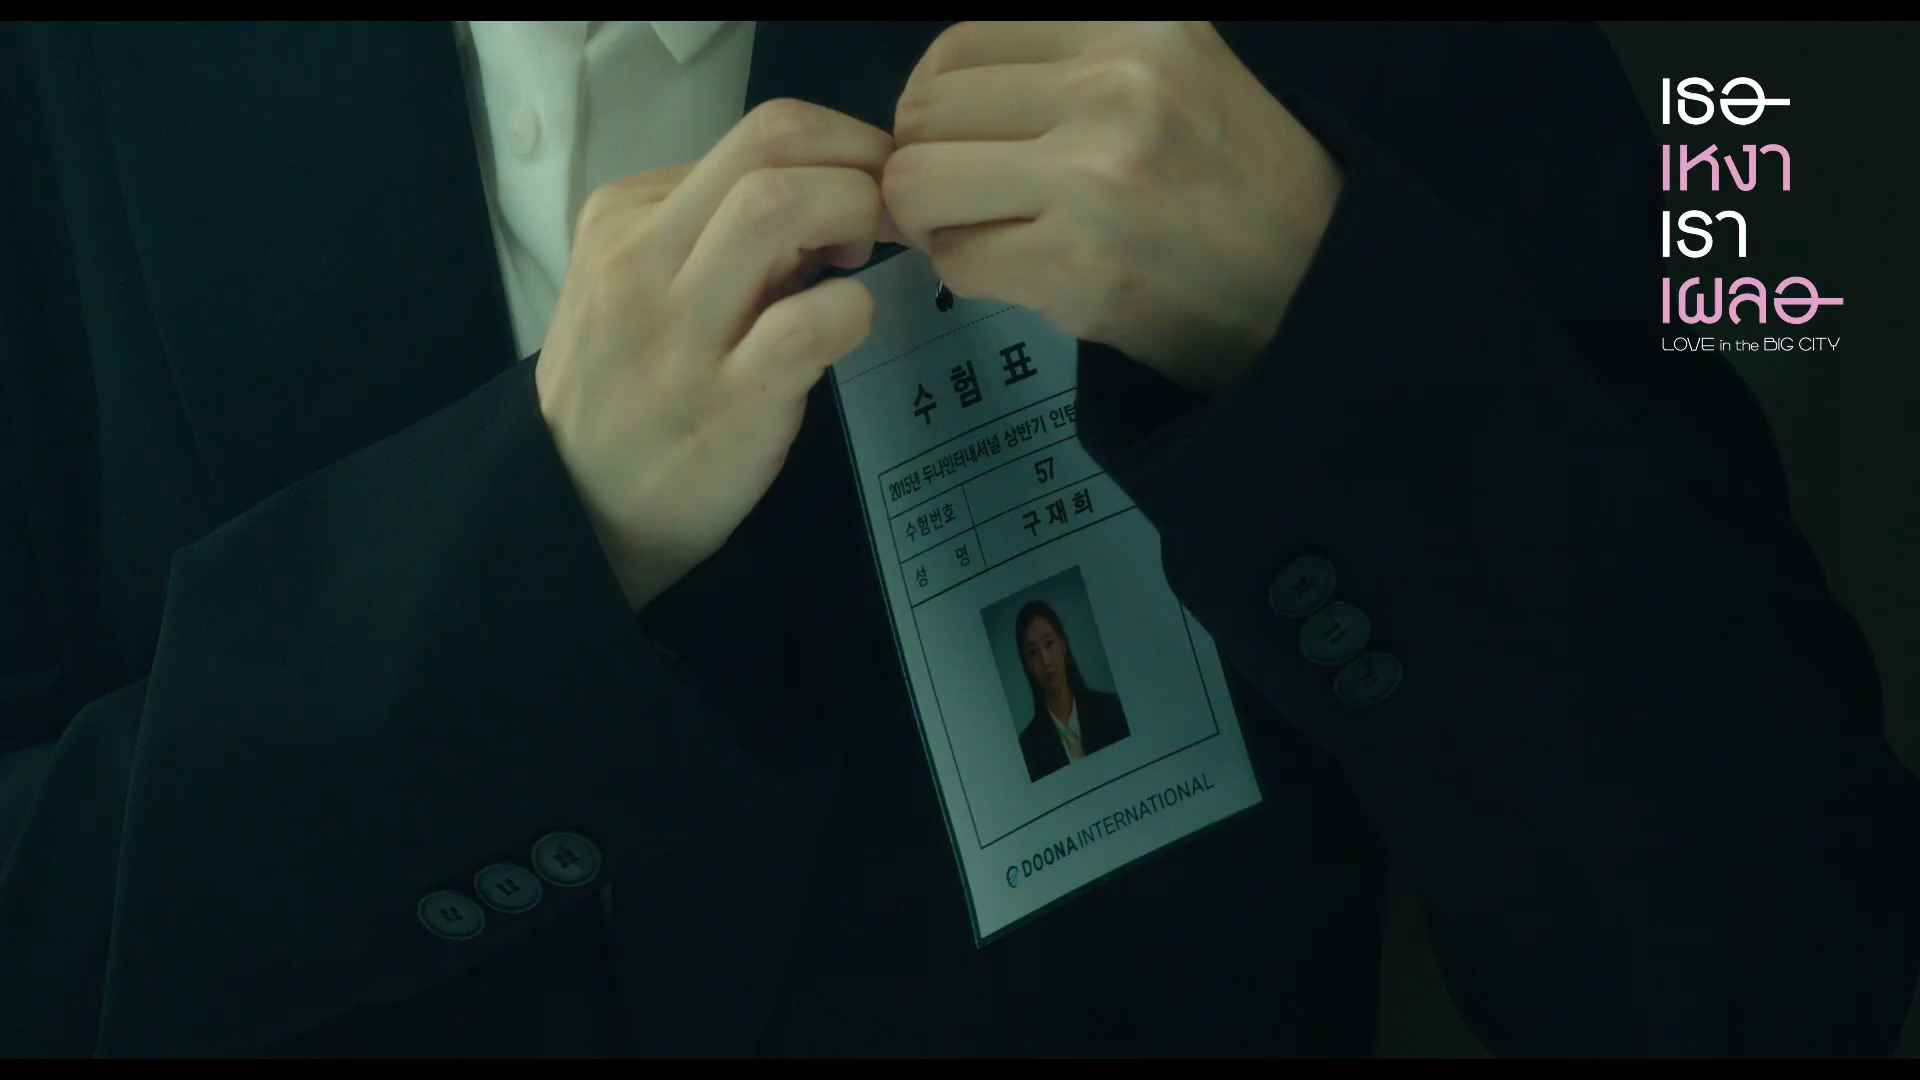 เธอ
เหงา
เรา
เผลอ
LOVE in the BIG CITY
수험표
2015년 두나인터내셔널 상반기 인턴
수험번호 57
성 명 구재희
DOONA INTERNATIONAL